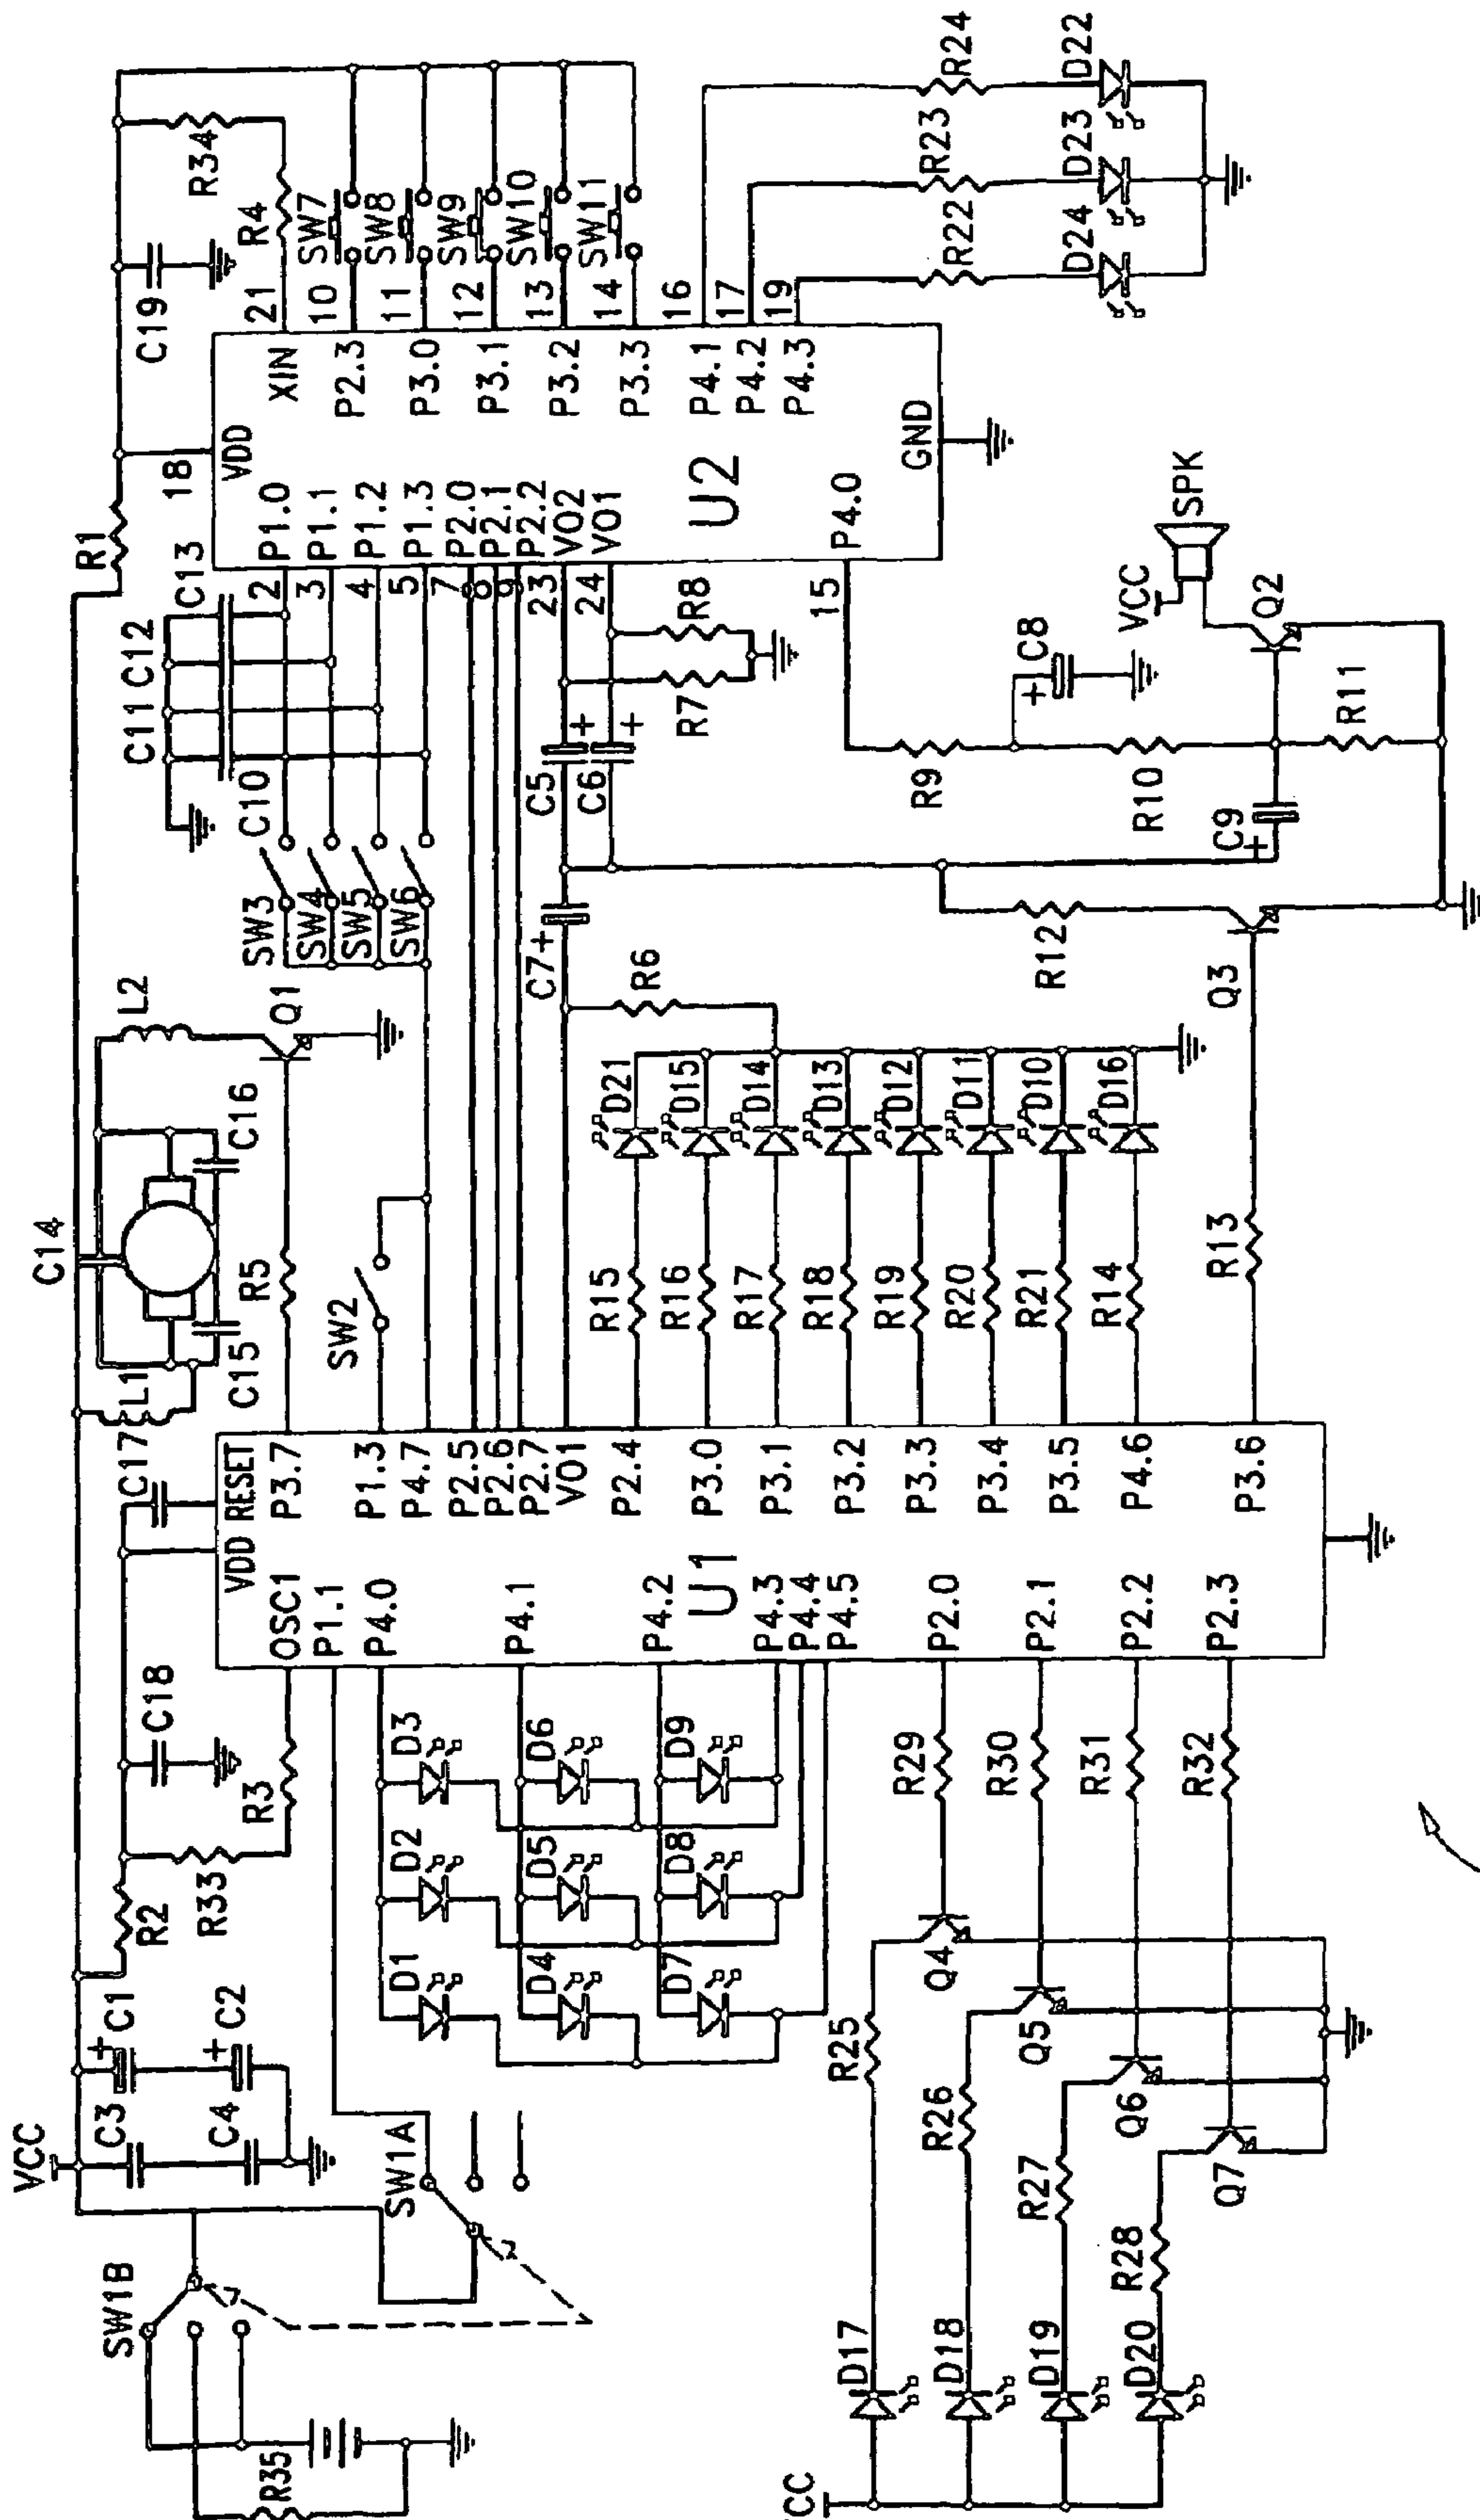 VCC
SW1B
R35
C3
C1
+
C4
C2
+
SW1A
R2
R33
R3
C18
C17
L1
C14
C15
C16
L2
R5
Q1
SW2
SW3
SW4
SW5
SW6
C10
C11
C12
C13
R1
C19
R34
R4
VDD
RESET
OSC1
P1.1
P4.0
P4.1
P4.2
P4.3
P4.4
P4.5
P2.0
P2.1
P2.2
P2.3
U1
P3.7
P1.3
P4.7
P2.5
P2.6
P2.7
VO1
P2.4
P3.0
P3.1
P3.2
P3.3
P3.4
P3.5
P4.6
P3.6
D1
D2
D3
D4
D5
D6
D7
D8
D9
R29
R30
R31
R32
R25
R26
R27
R28
Q4
Q5
Q6
Q7
D17
D18
D19
D20
CC
R15
R16
R17
R18
R19
R20
R21
R14
R13
D21
D15
D14
D13
D12
D11
D10
D16
R6
C7+
C5
+
C6
+
R7
R8
R9
R10
R11
R12
C8
+
C9
+
Q3
Q2
VCC
SPK
18
VDD
2
P1.0
3
P1.1
4
P1.2
5
P1.3
7
P2.0
8
P2.1
9
P2.2
23
VO2
24
VO1
15
P4.0
U2
GND
XIN
21
P2.3
10
P3.0
11
P3.1
12
P3.2
13
P3.3
14
P4.1
16
P4.2
17
P4.3
19
SW7
SW8
SW9
SW10
SW11
R22
R23
R24
D24
D23
D22